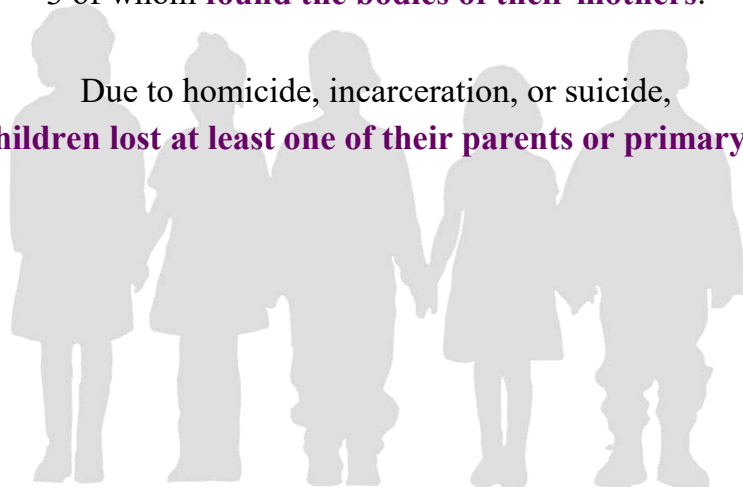 of whom found the bodies of their mothers.
Due to homicide, incarceration, or suicide,
hildren lost at least one of their parents or primary